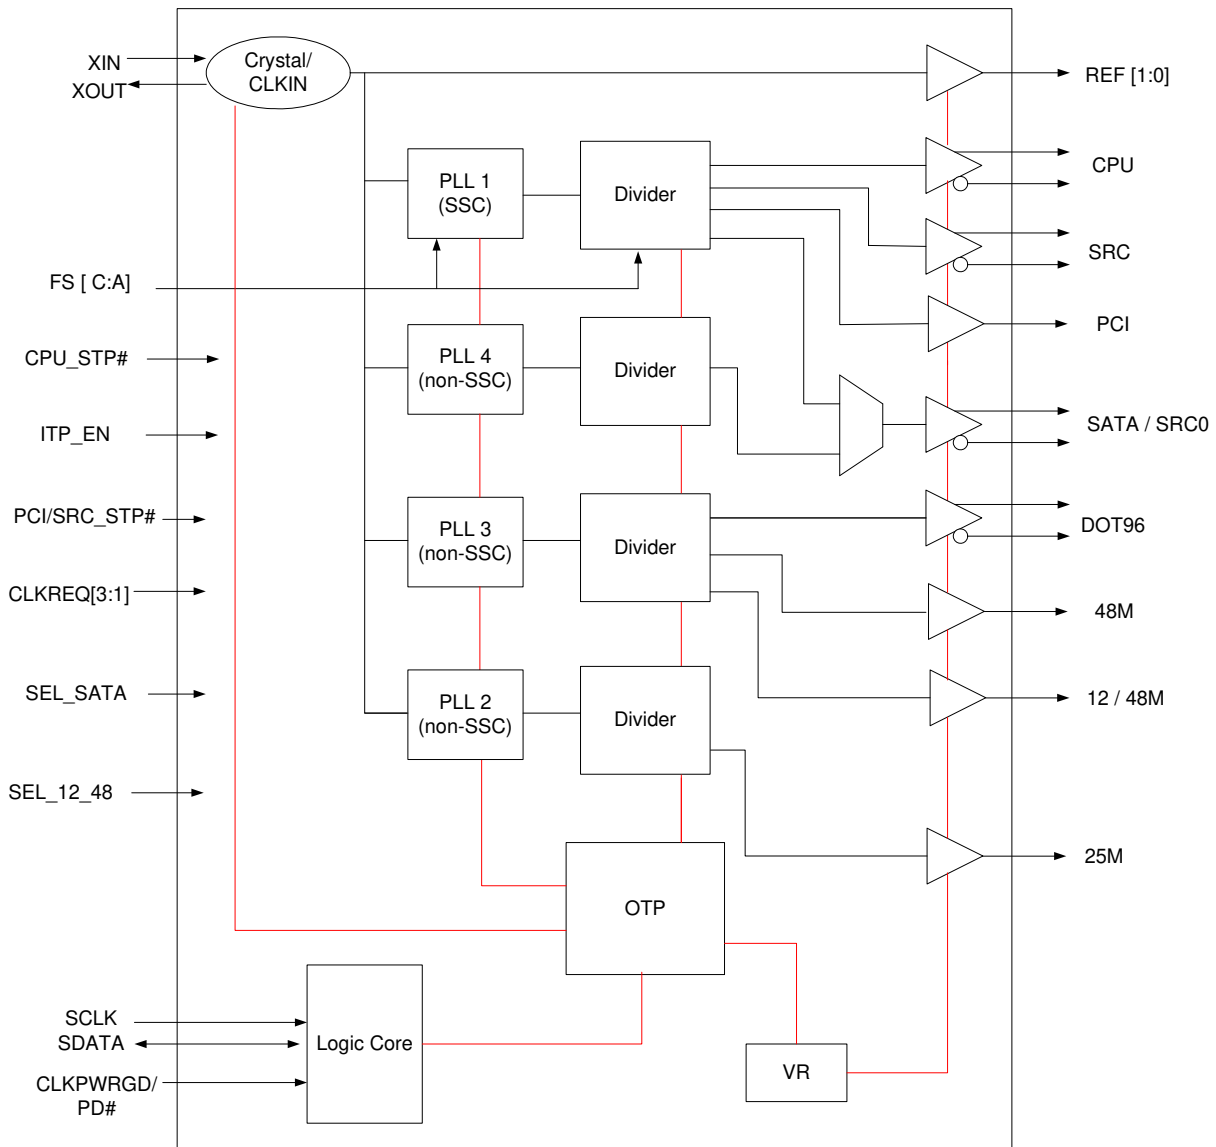 XIN
XOUT
Crystal/
CLKIN
REF [1:0]
PLL 1
(SSC)
Divider
CPU
SRC
FS [ C:A]
PCI
CPU_STP#
PLL 4
(non-SSC)
Divider
ITP_EN
SATA / SRC0
PCI/SRC_STP#
PLL 3
(non-SSC)
Divider
DOT96
CLKREQ[3:1]
48M
SEL_SATA
PLL 2
(non-SSC)
Divider
12 / 48M
SEL_12_48
25M
OTP
SCLK
SDATA
CLKPWRGD/
PD#
Logic Core
VR